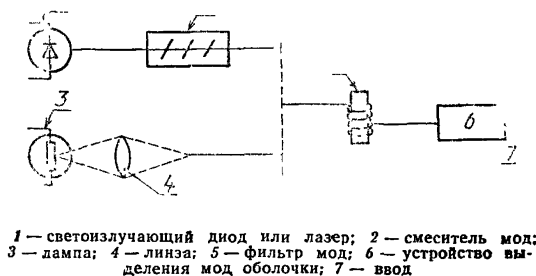 3
6
4
7
1 — светоизлучающий диод или лазер; 2 — смеситель мод;
3 — лампа; 4 — линза; 5 — фильтр мод; 6 — устройство вы-
деления мод оболочки; 7 — ввод